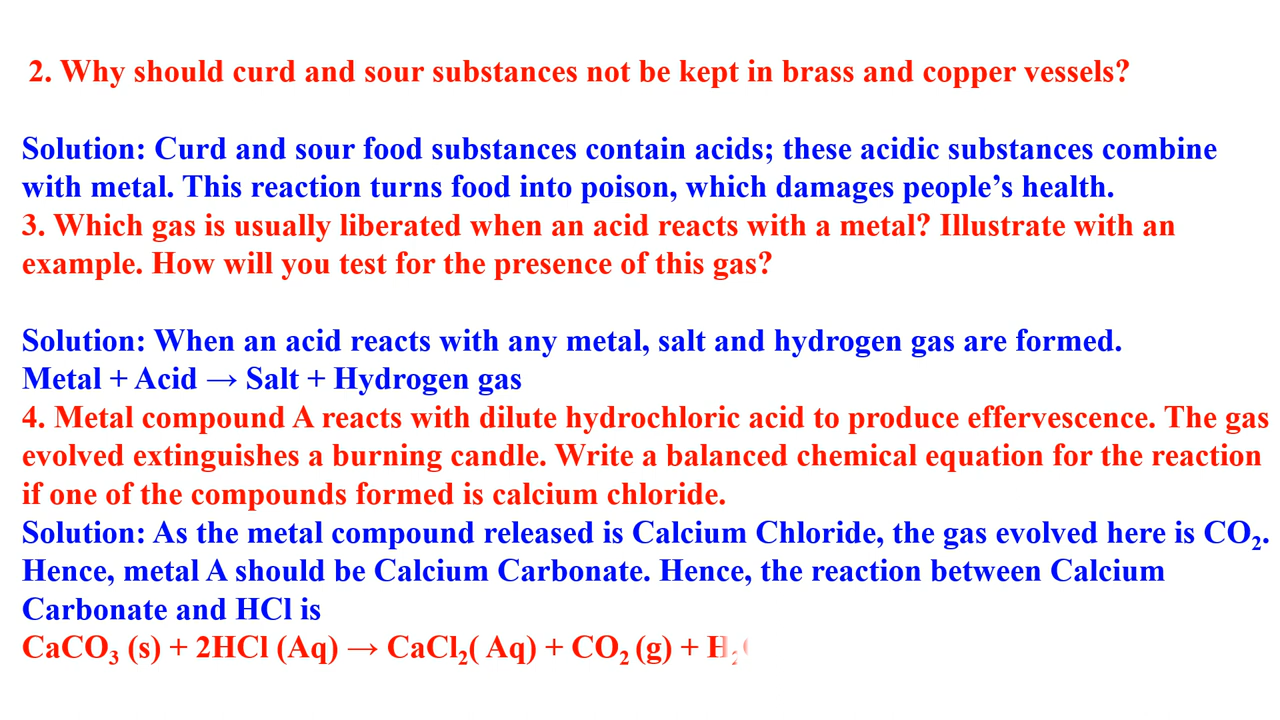 2. Why should curd and sour substances not be kept in brass and copper vessels?
Solution: Curd and sour food substances contain acids; these acidic substances combine
with metal. This reaction turns food into poison, which damages people’s health.
3. Which gas is usually liberated when an acid reacts with a metal? Illustrate with an
example. How will you test for the presence of this gas?
Solution: When an acid reacts with any metal, salt and hydrogen gas are formed.
Metal + Acid → Salt + Hydrogen gas
4. Metal compound A reacts with dilute hydrochloric acid to produce effervescence. The gas
evolved extinguishes a burning candle. Write a balanced chemical equation for the reaction
if one of the compounds formed is calcium chloride.
Solution: As the metal compound released is Calcium Chloride, the gas evolved here is CO₂.
Hence, metal A should be Calcium Carbonate. Hence, the reaction between Calcium
Carbonate and HCl is
CaCO₃ (s) + 2HCl (Aq) → CaCl₂( Aq) + CO₂ (g) + H₂